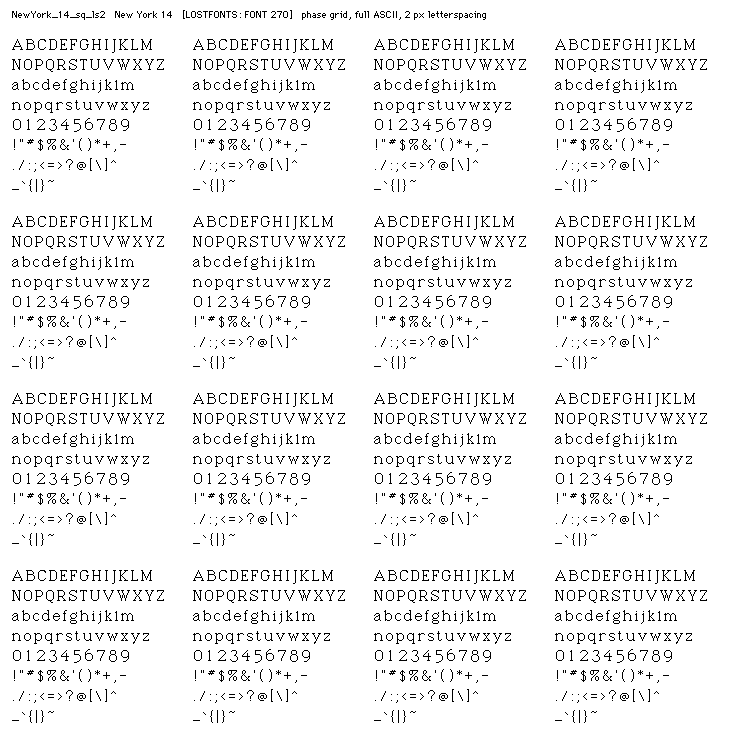 NewYork_14_sq_ls2   New York 14   [LOSTFONTS: FONT 270]   phase grid, full ASCII, 2 px letterspacing
ABCDEFGHIJKLM   ABCDEFGHIJKLM   ABCDEFGHIJKLM   ABCDEFGHIJKLM
NOPQRSTUVWXYZ   NOPQRSTUVWXYZ   NOPQRSTUVWXYZ   NOPQRSTUVWXYZ
abcdefghijklm   abcdefghijklm   abcdefghijklm   abcdefghijklm
nopqrstuvwxyz   nopqrstuvwxyz   nopqrstuvwxyz   nopqrstuvwxyz
0123456789   0123456789   0123456789   0123456789
!"#$%&'()*+,-   !"#$%&'()*+,-   !"#$%&'()*+,-   !"#$%&'()*+,-
./:;<=>?@[\]^   ./:;<=>?@[\]^   ./:;<=>?@[\]^   ./:;<=>?@[\]^
_`{|}~   _`{|}~   _`{|}~   _`{|}~
ABCDEFGHIJKLM   ABCDEFGHIJKLM   ABCDEFGHIJKLM   ABCDEFGHIJKLM
NOPQRSTUVWXYZ   NOPQRSTUVWXYZ   NOPQRSTUVWXYZ   NOPQRSTUVWXYZ
abcdefghijklm   abcdefghijklm   abcdefghijklm   abcdefghijklm
nopqrstuvwxyz   nopqrstuvwxyz   nopqrstuvwxyz   nopqrstuvwxyz
0123456789   0123456789   0123456789   0123456789
!"#$%&'()*+,-   !"#$%&'()*+,-   !"#$%&'()*+,-   !"#$%&'()*+,-
./:;<=>?@[\]^   ./:;<=>?@[\]^   ./:;<=>?@[\]^   ./:;<=>?@[\]^
_`{|}~   _`{|}~   _`{|}~   _`{|}~
ABCDEFGHIJKLM   ABCDEFGHIJKLM   ABCDEFGHIJKLM   ABCDEFGHIJKLM
NOPQRSTUVWXYZ   NOPQRSTUVWXYZ   NOPQRSTUVWXYZ   NOPQRSTUVWXYZ
abcdefghijklm   abcdefghijklm   abcdefghijklm   abcdefghijklm
nopqrstuvwxyz   nopqrstuvwxyz   nopqrstuvwxyz   nopqrstuvwxyz
0123456789   0123456789   0123456789   0123456789
!"#$%&'()*+,-   !"#$%&'()*+,-   !"#$%&'()*+,-   !"#$%&'()*+,-
./:;<=>?@[\]^   ./:;<=>?@[\]^   ./:;<=>?@[\]^   ./:;<=>?@[\]^
_`{|}~   _`{|}~   _`{|}~   _`{|}~
ABCDEFGHIJKLM   ABCDEFGHIJKLM   ABCDEFGHIJKLM   ABCDEFGHIJKLM
NOPQRSTUVWXYZ   NOPQRSTUVWXYZ   NOPQRSTUVWXYZ   NOPQRSTUVWXYZ
abcdefghijklm   abcdefghijklm   abcdefghijklm   abcdefghijklm
nopqrstuvwxyz   nopqrstuvwxyz   nopqrstuvwxyz   nopqrstuvwxyz
0123456789   0123456789   0123456789   0123456789
!"#$%&'()*+,-   !"#$%&'()*+,-   !"#$%&'()*+,-   !"#$%&'()*+,-
./:;<=>?@[\]^   ./:;<=>?@[\]^   ./:;<=>?@[\]^   ./:;<=>?@[\]^
_`{|}~   _`{|}~   _`{|}~   _`{|}~